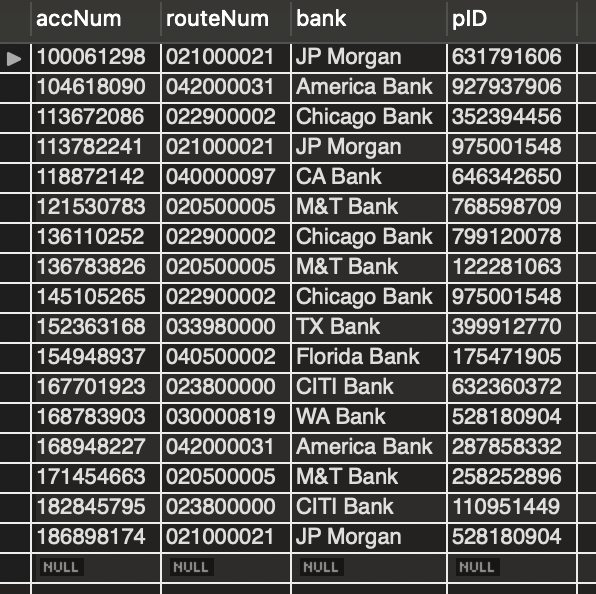 accNum routeNum bank pID
100061298 021000021 JP Morgan 631791606
104618090 042000031 America Bank 927937906
113672086 022900002 Chicago Bank 352394456
113782241 021000021 JP Morgan 975001548
118872142 040000097 CA Bank 646342650
121530783 020500005 M&T Bank 768598709
136110252 022900002 Chicago Bank 799120078
136783826 020500005 M&T Bank 122281063
145105265 022900002 Chicago Bank 975001548
152363168 033980000 TX Bank 399912770
154948937 040500002 Florida Bank 175471905
167701923 023800000 CITI Bank 632360372
168783903 030000819 WA Bank 528180904
168948227 042000031 America Bank 287858332
171454663 020500005 M&T Bank 258252896
182845795 023800000 CITI Bank 110951449
186898174 021000021 JP Morgan 528180904
NULL NULL NULL NULL